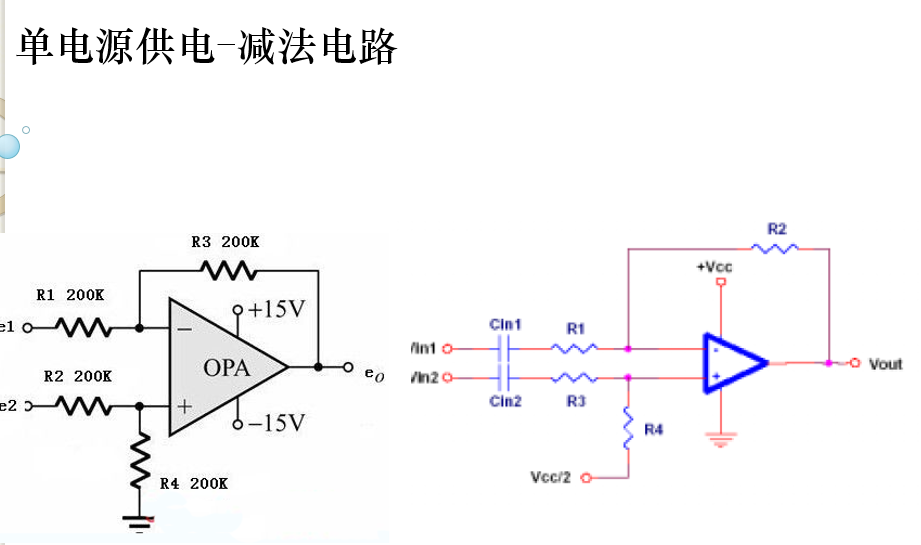 单电源供电-减法电路
R3 200K
R1 200K
+15V
e1
OPA
eO
R2 200K
e2
-15V
R4 200K
R2
+Vcc
Cin1
R1
Vin1
Vin2
Vout
Cin2
R3
R4
Vcc/2